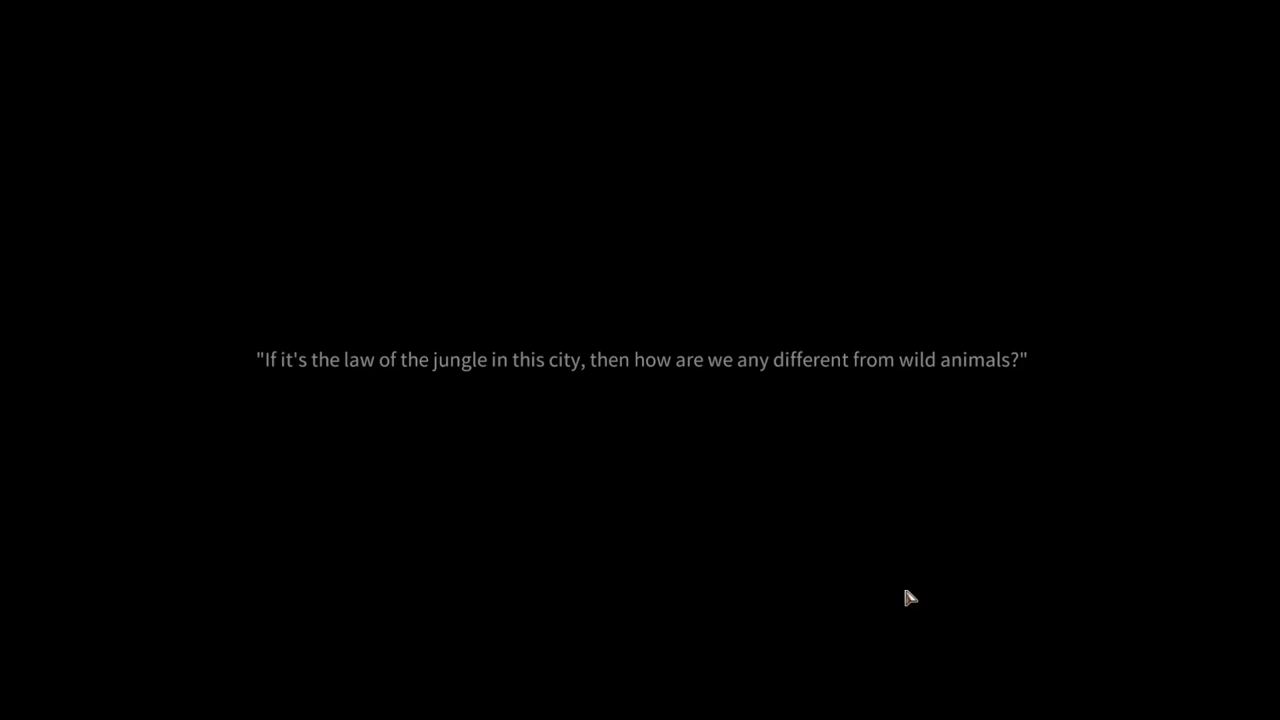 "If it's the law of the jungle in this city, then how are we any different from wild animals?"